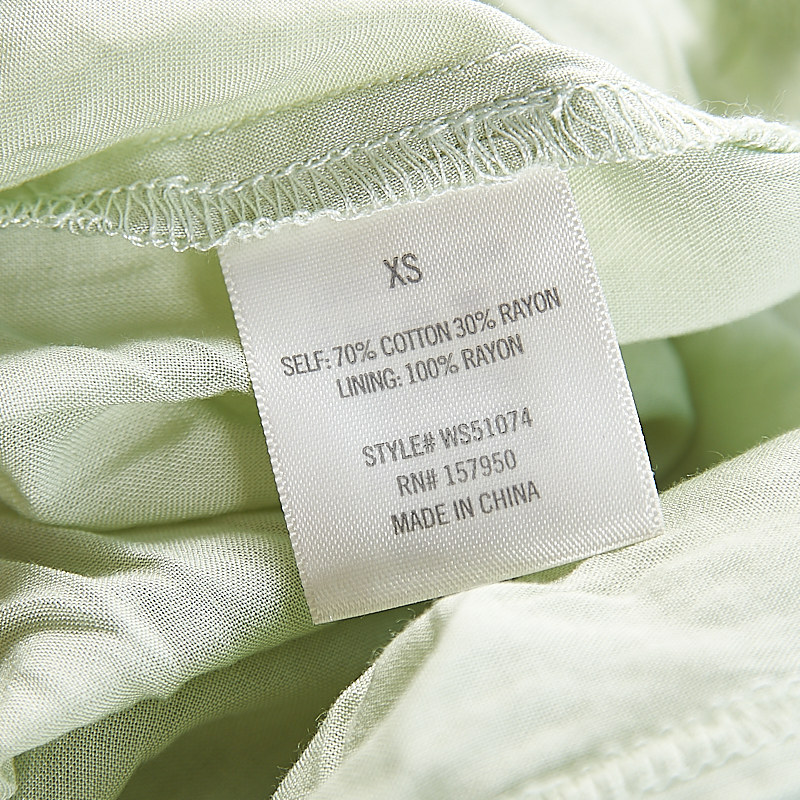 XS
SELF: 70% COTTON 30% RAYON
LINING: 100% RAYON
STYLE# WS51074
RN# 157950
MADE IN CHINA